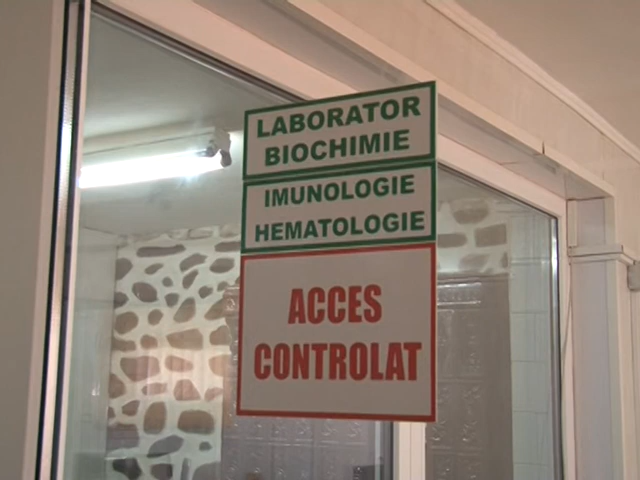 LABORATOR
BIOCHIMIE
IMUNOLOGIE
HEMATOLOGIE
ACCES
CONTROLAT